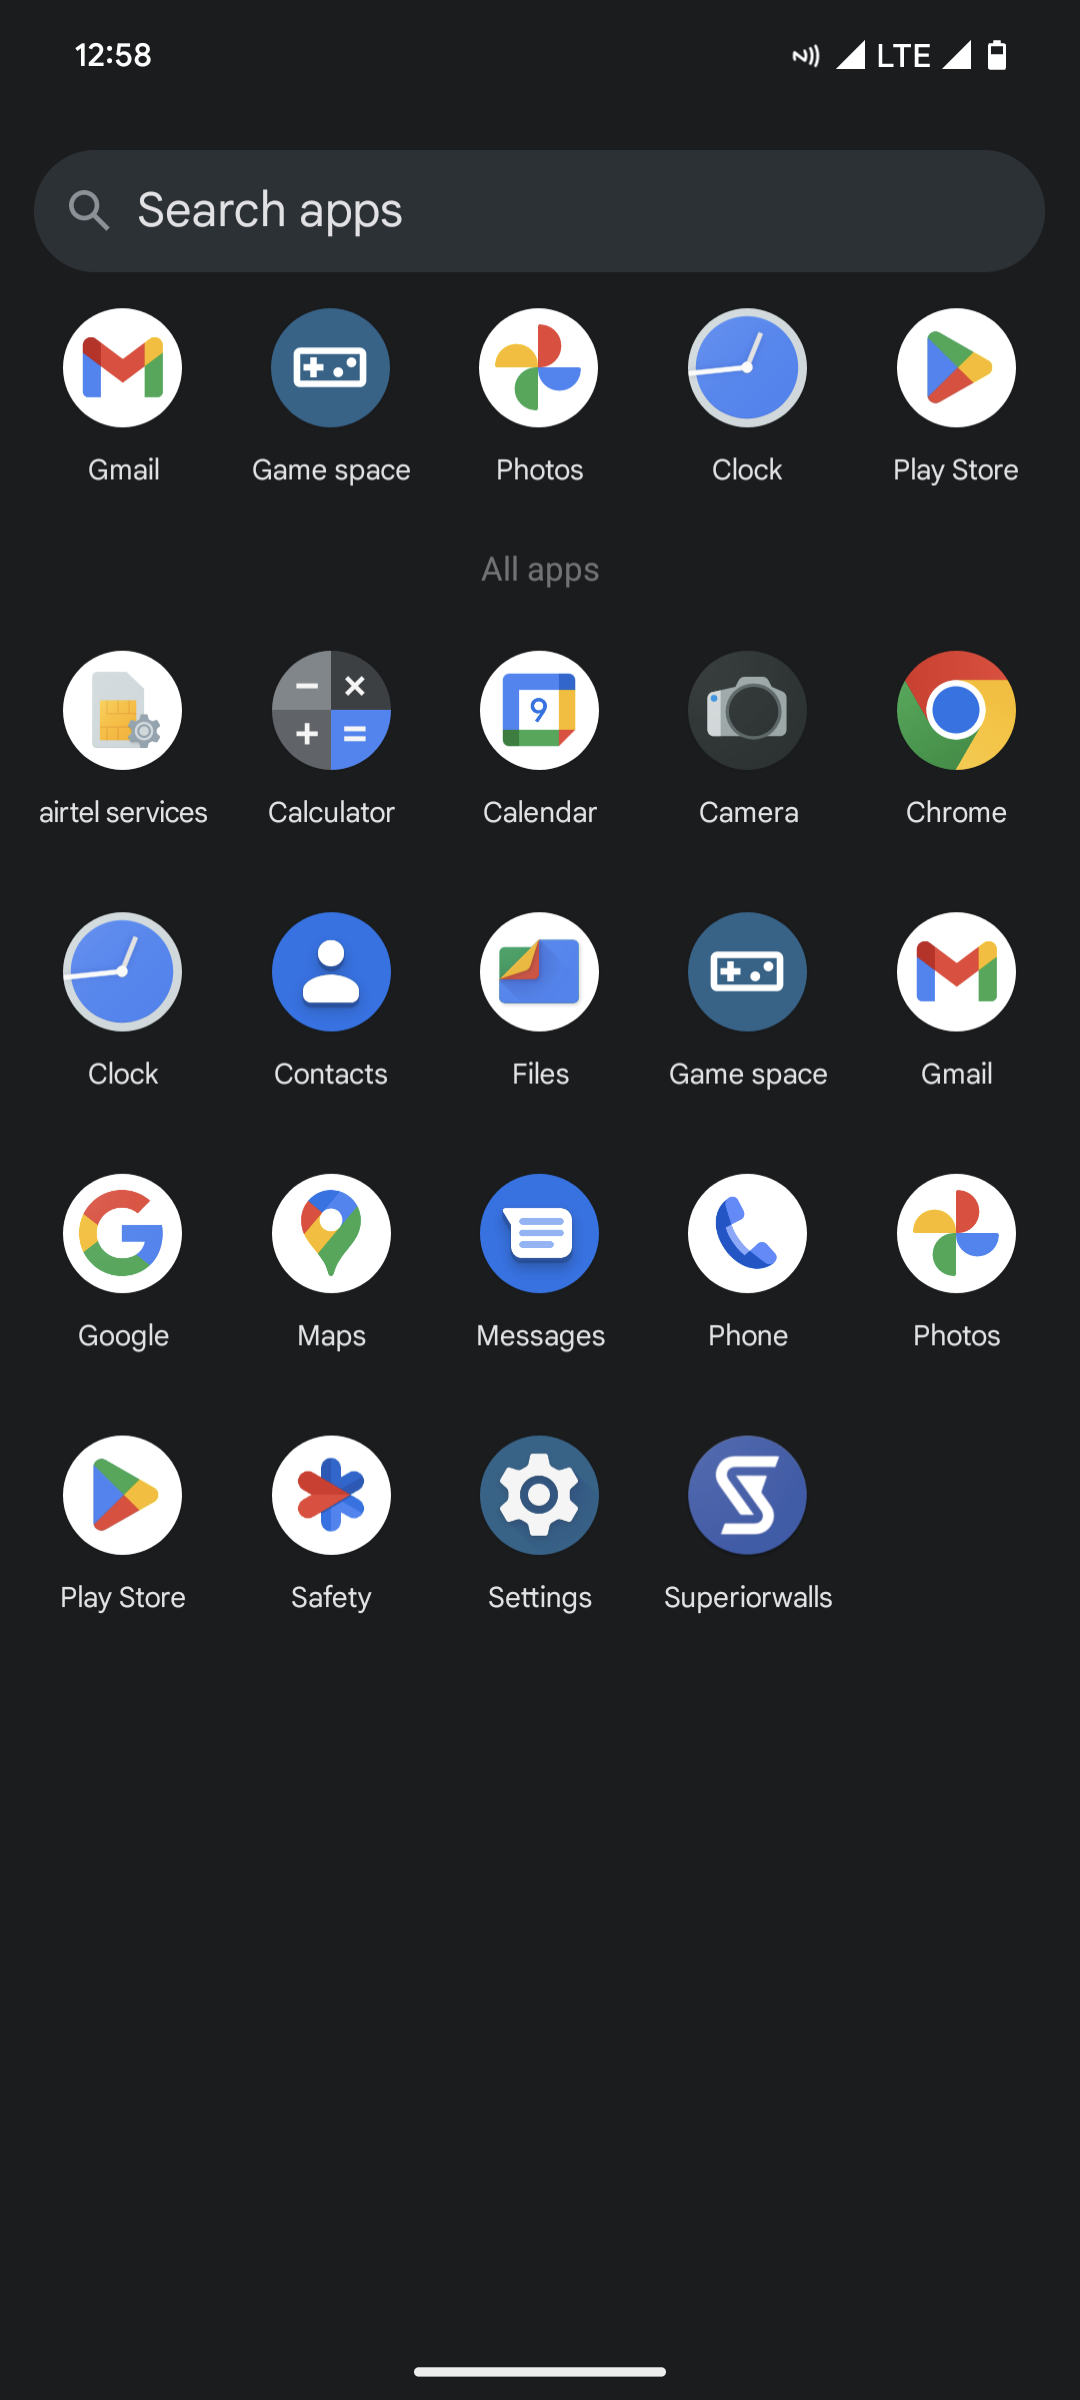 12:58 LTE
Search apps
Gmail Game space Photos Clock Play Store
All apps
9
airtel services Calculator Calendar Camera Chrome
Clock Contacts Files Game space Gmail
Google Maps Messages Phone Photos
Play Store Safety Settings Superiorwalls